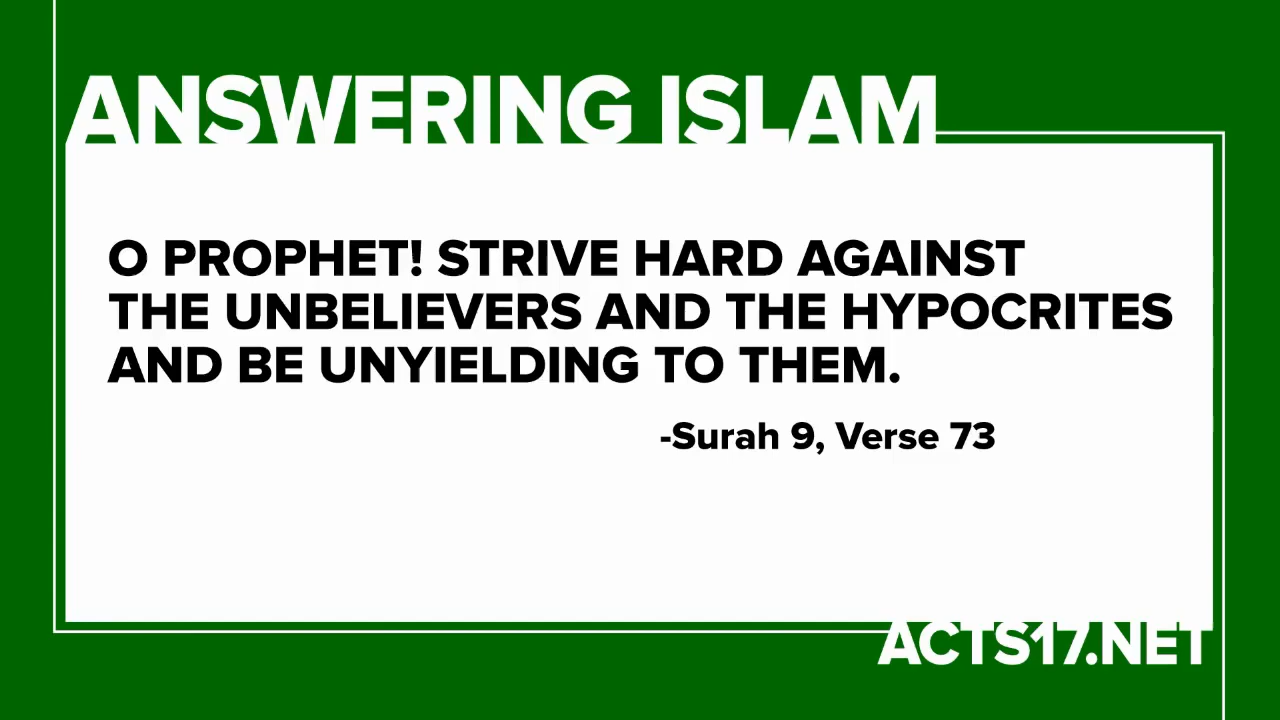 ANSWERING ISLAM
O PROPHET! STRIVE HARD AGAINST
THE UNBELIEVERS AND THE HYPOCRITES
AND BE UNYIELDING TO THEM.
-Surah 9, Verse 73
ACTS17.NET